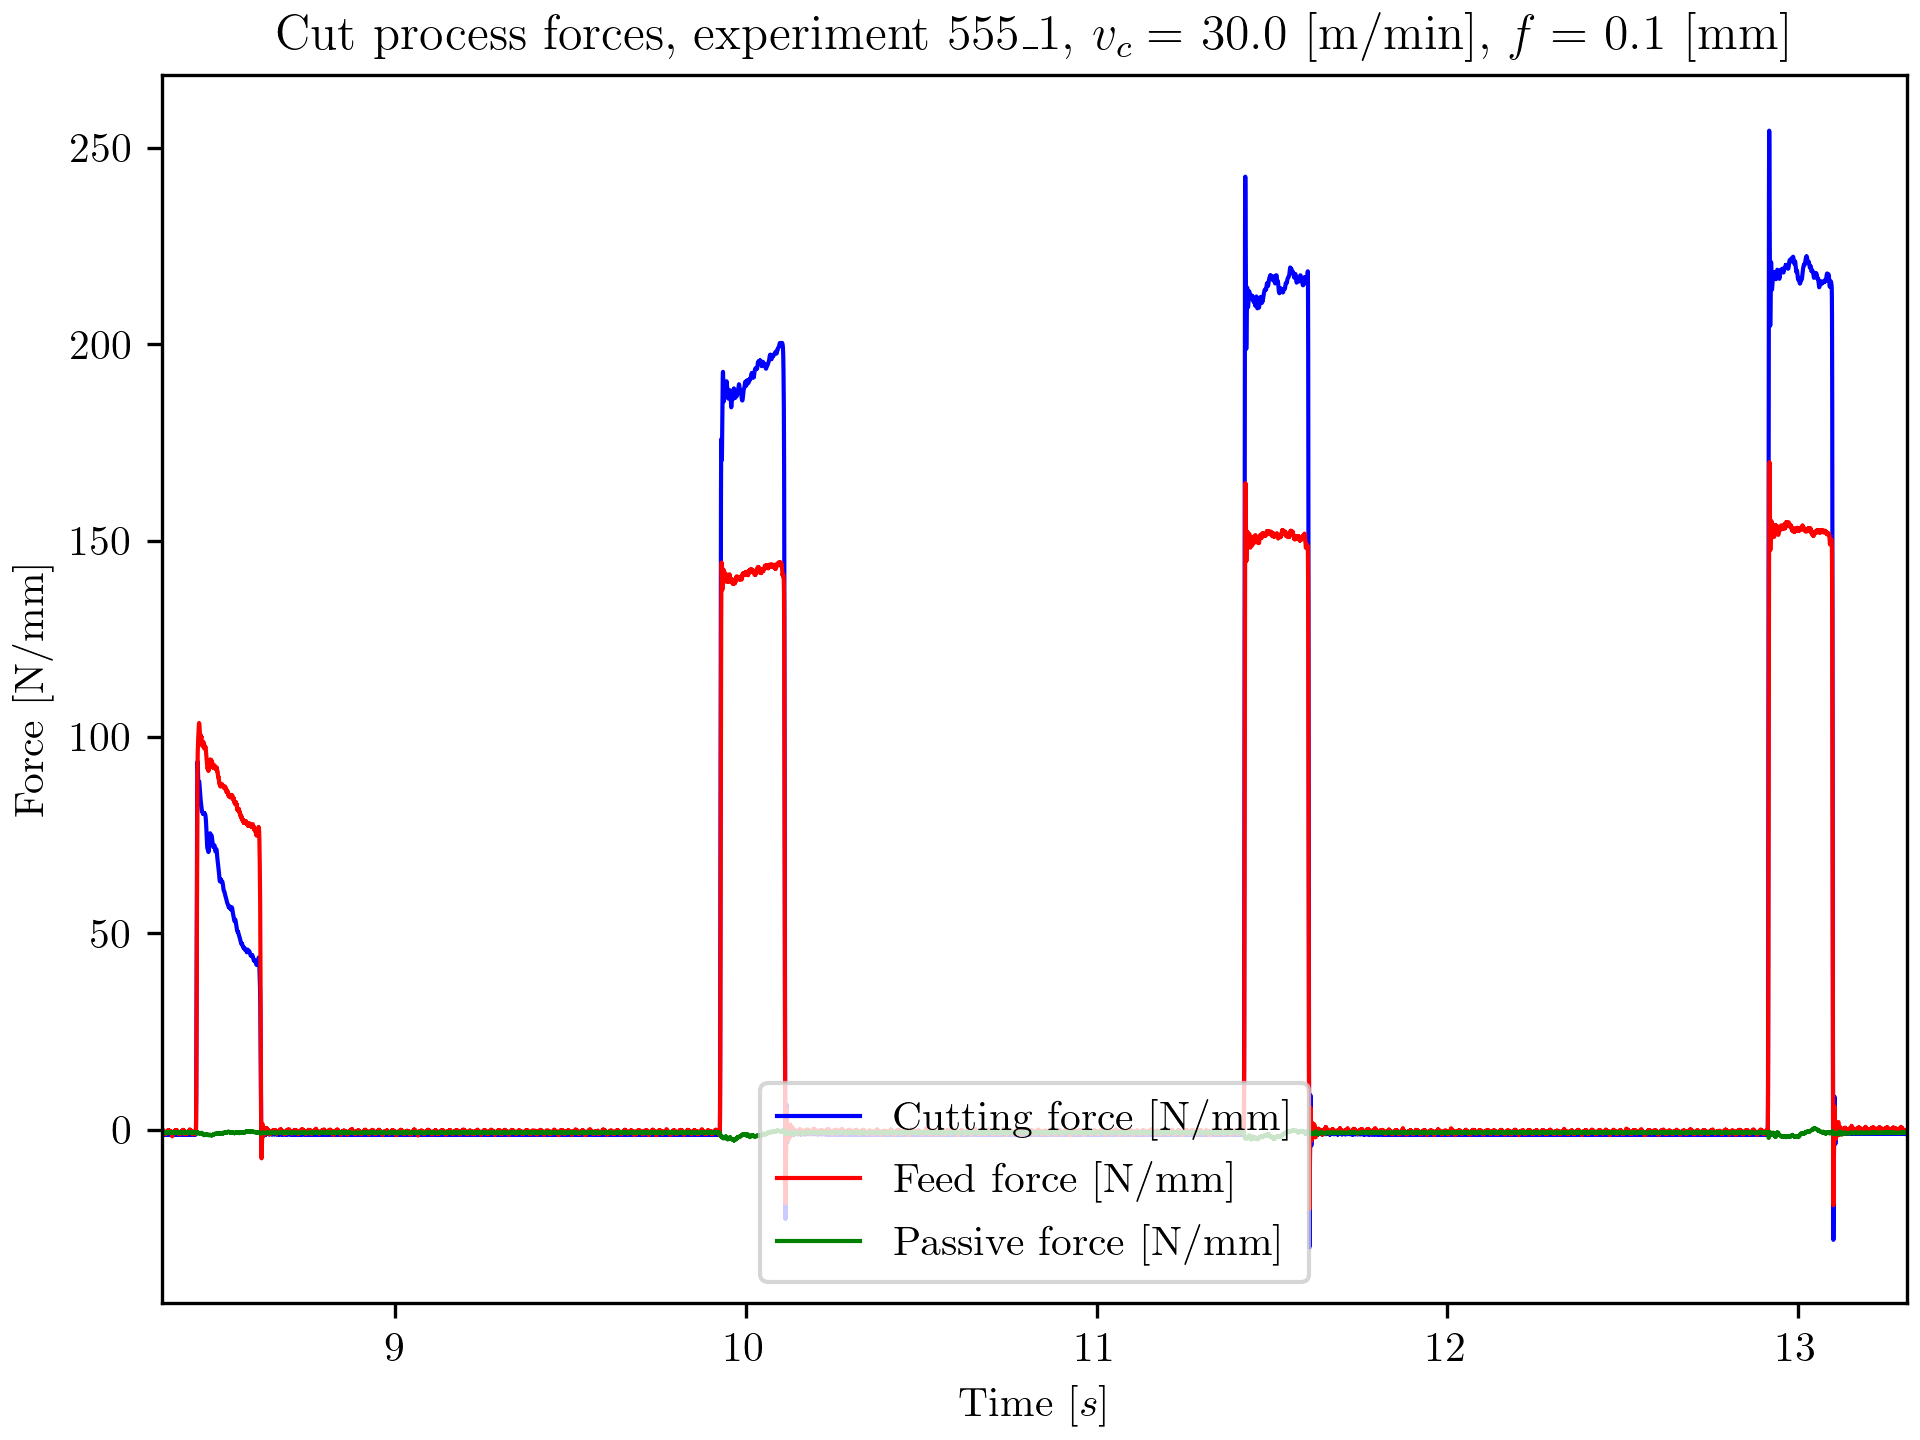 Cut process forces, experiment 555_1, v_c = 30.0 [m/min], f = 0.1 [mm]
250
200
150
100
50
0
Force [N/mm]
Cutting force [N/mm]
Feed force [N/mm]
Passive force [N/mm]
9 10 11 12 13
Time [s]